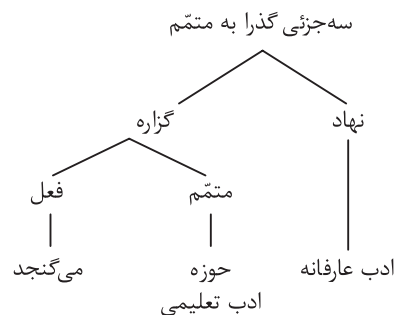 سه‌جزئی گذرا به متمّم
نهاد
گزاره
متمّم
فعل
ادب عارفانه
حوزه
ادب تعلیمی
می‌گنجد